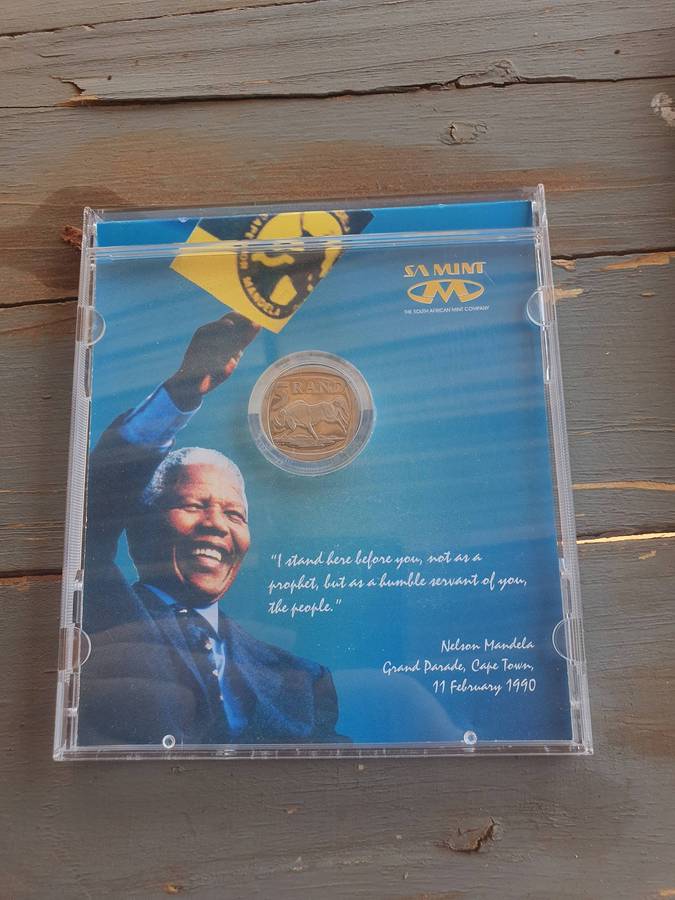 MANDELA
SA MINT
THE SOUTH AFRICAN MINT COMPANY
5 RAND
“I stand here before you, not as a
prophet, but as a humble servant of you,
the people.”
Nelson Mandela
Grand Parade, Cape Town,
11 February 1990